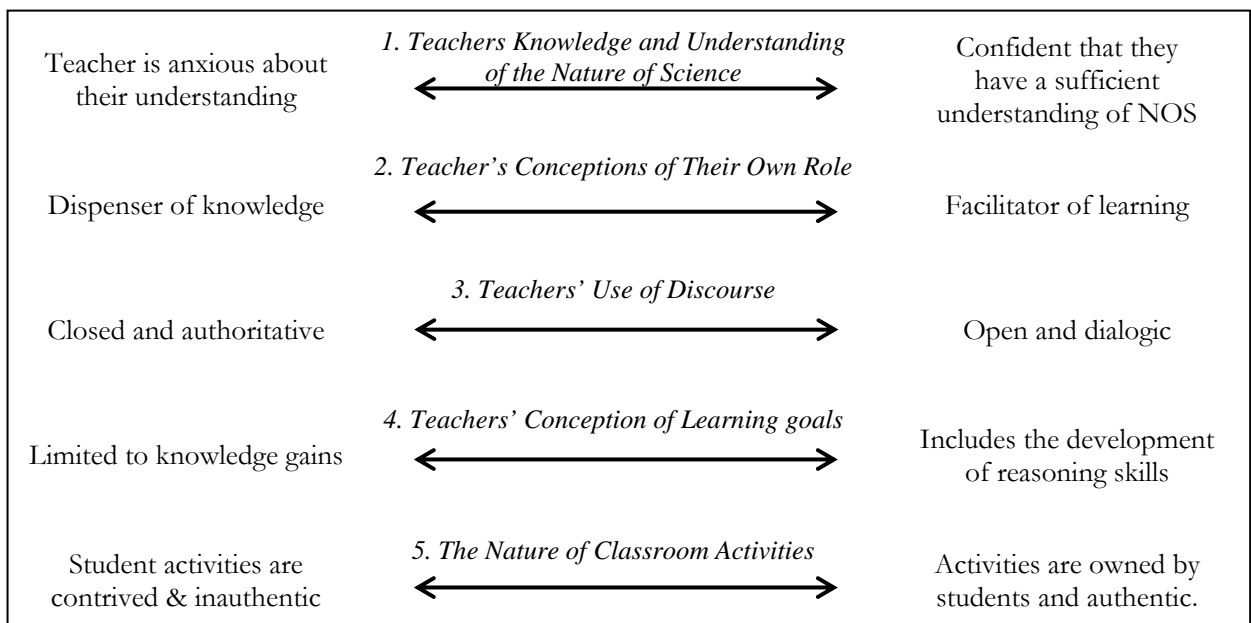 Teacher is anxious about
their understanding
1. Teachers Knowledge and Understanding
of the Nature of Science
Confident that they
have a sufficient
understanding of NOS
Dispenser of knowledge
2. Teacher’s Conceptions of Their Own Role
Facilitator of learning
Closed and authoritative
3. Teachers’ Use of Discourse
Open and dialogic
Limited to knowledge gains
4. Teachers’ Conception of Learning goals
Includes the development
of reasoning skills
Student activities are
contrived & inauthentic
5. The Nature of Classroom Activities
Activities are owned by
students and authentic.